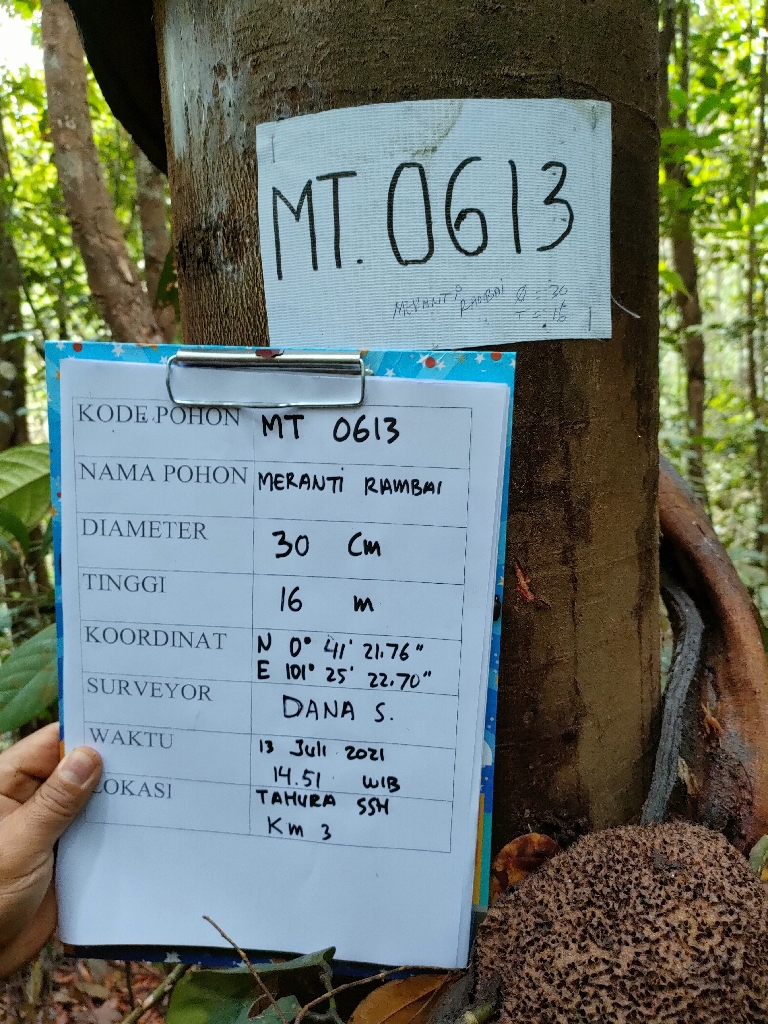 MT. 0613
MERANTI RAMBAI Ø = 30
T = 16
KODE POHON MT 0613
NAMA POHON MERANTI RAMBAI
DIAMETER 30 Cm
TINGGI 16 m
KOORDINAT N 0° 41' 21.76"
E 101° 25' 22.70"
SURVEYOR DANA S.
WAKTU 13 Juli 2021
14.51 WIB
LOKASI TAHURA SSH
Km 3